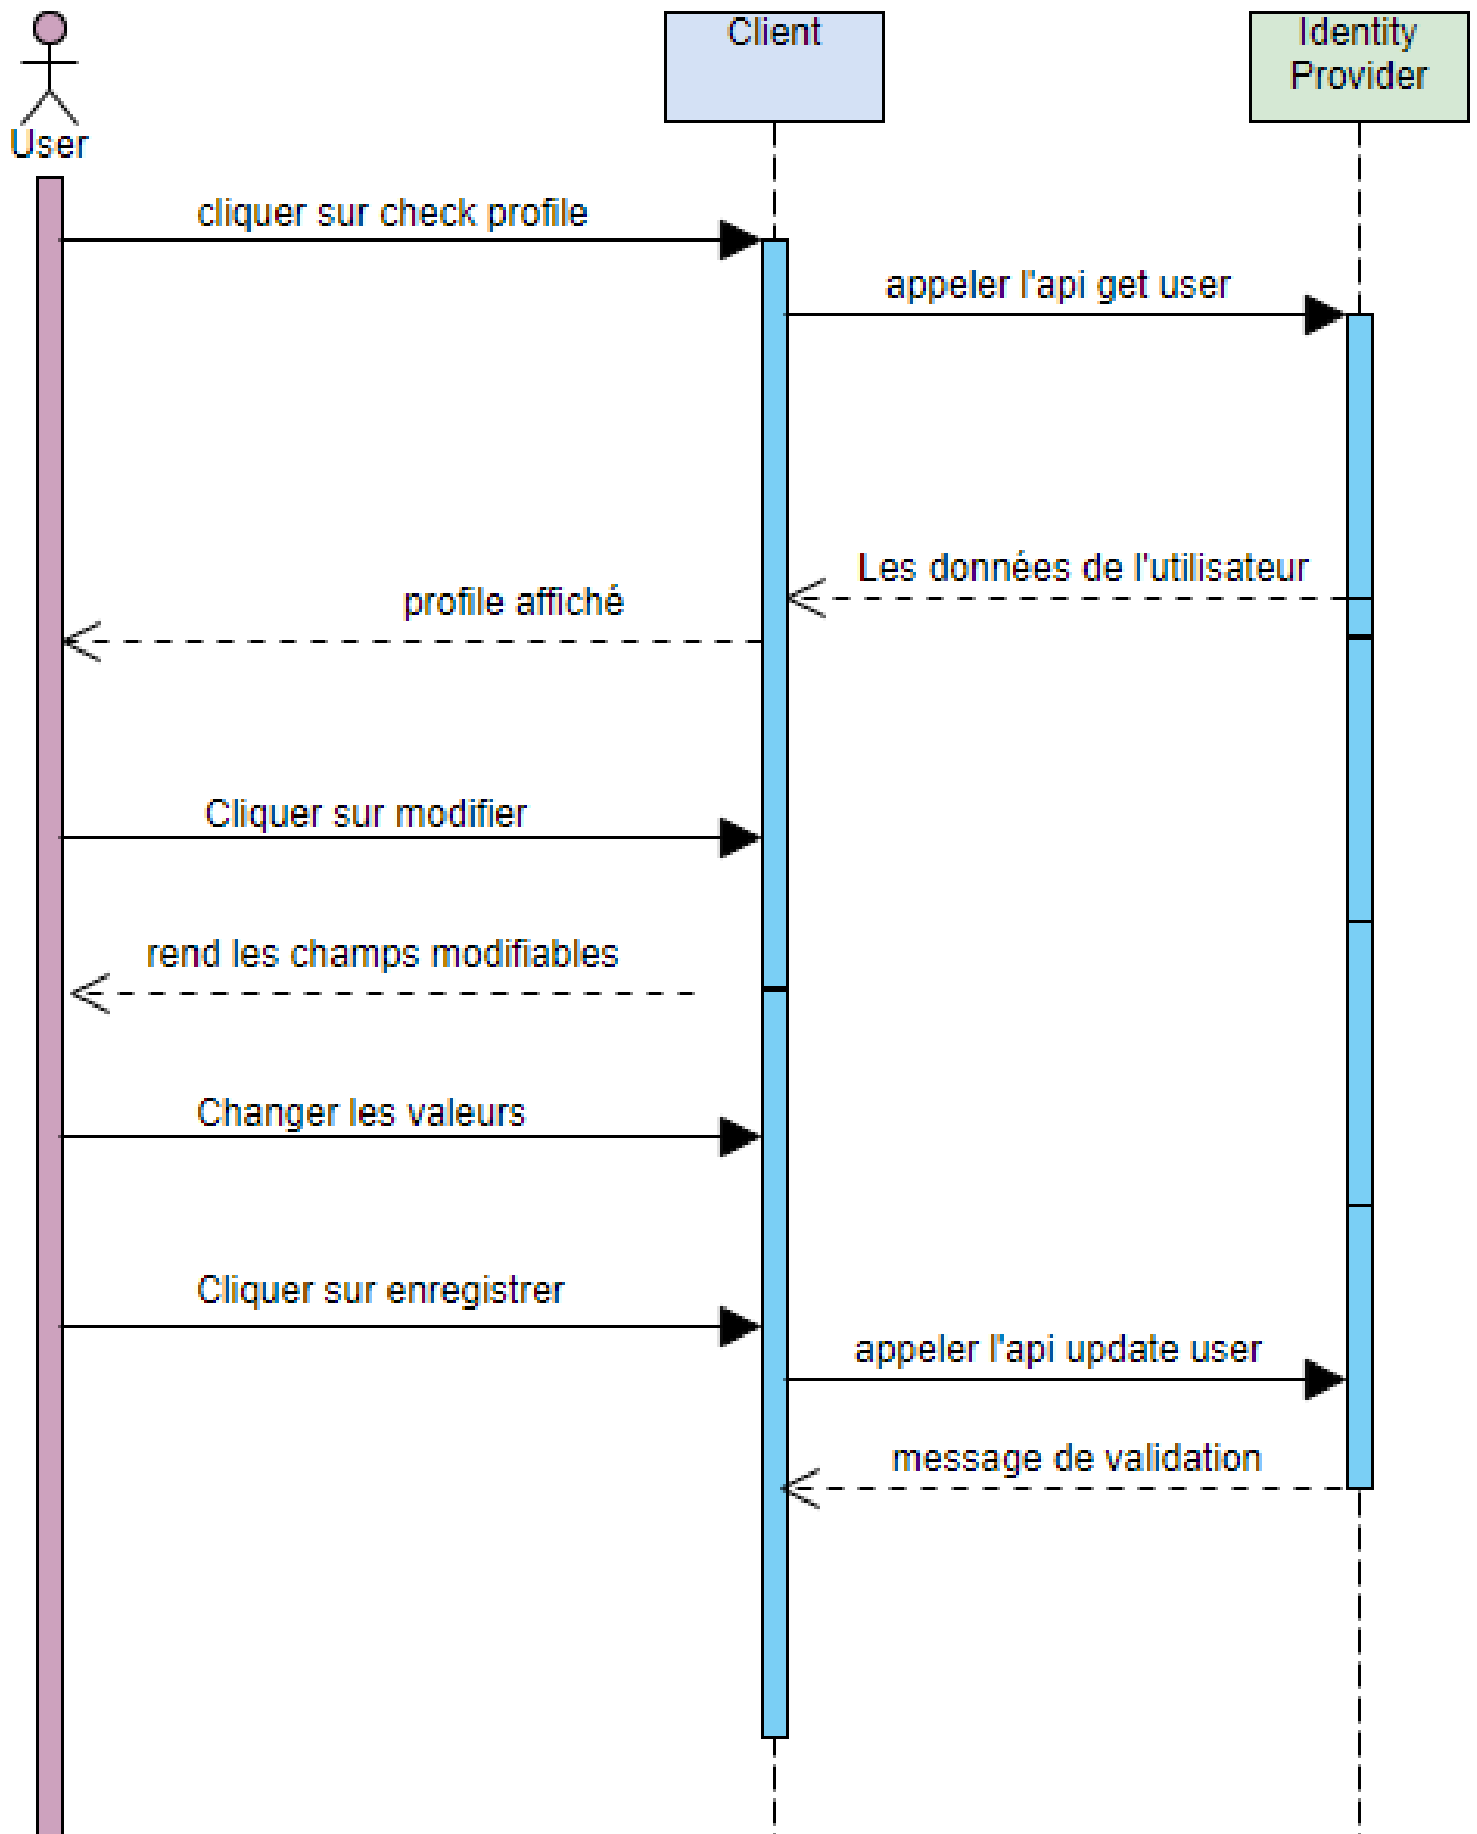 Client
Identity
Provider
User
cliquer sur check profile
appeler l'api get user
Les données de l'utilisateur
profile affiché
Cliquer sur modifier
rend les champs modifiables
Changer les valeurs
Cliquer sur enregistrer
appeler l'api update user
message de validation